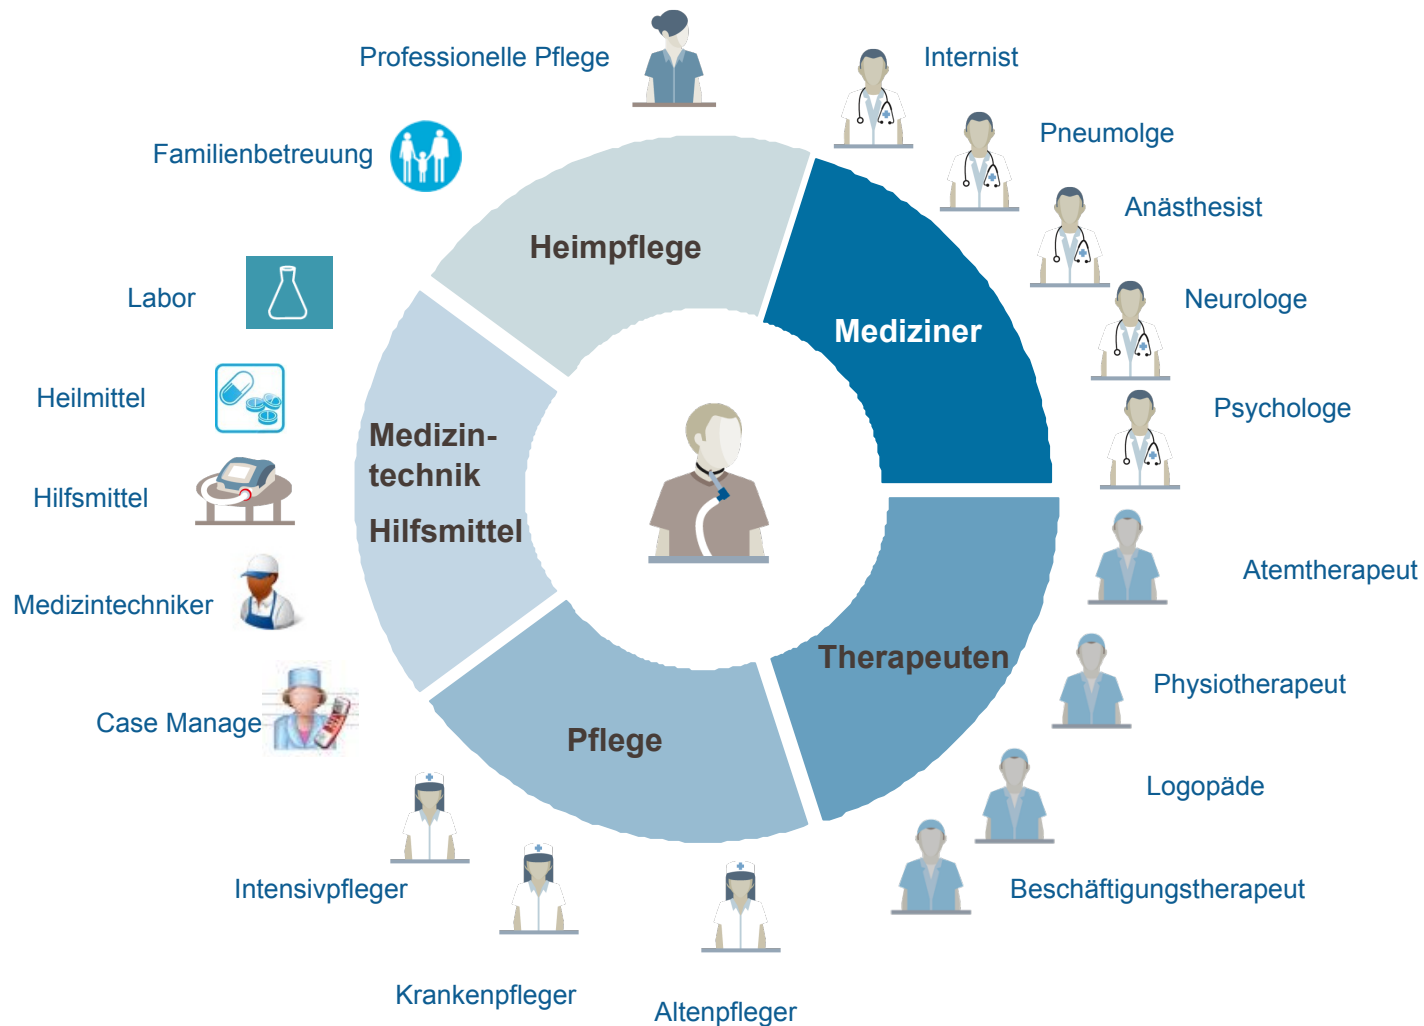 Professionelle Pflege
Internist
Pneumolge
Familienbetreuung
Anästhesist
Heimpflege
Labor
Neurologe
Mediziner
Heilmittel
Psychologe
Medizin-
technik
Hilfsmittel
Hilfsmittel
Atemtherapeut
Medizintechniker
Therapeuten
Physiotherapeut
Case Manage
Pflege
Logopäde
Intensivpfleger
Beschäftigungstherapeut
Krankenpfleger
Altenpfleger